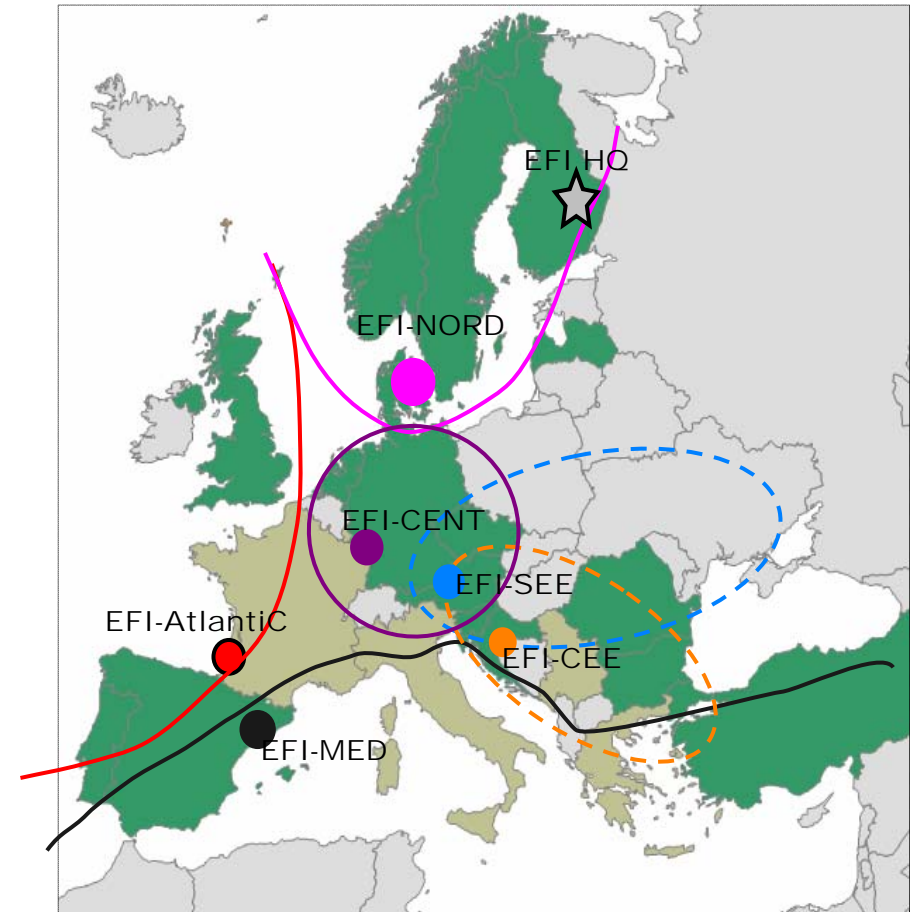 EFI HQ
EFI-NORD
EFI-CENT
EFI-SEE
EFI-AtlantiC
EFI-CEE
EFI-MED